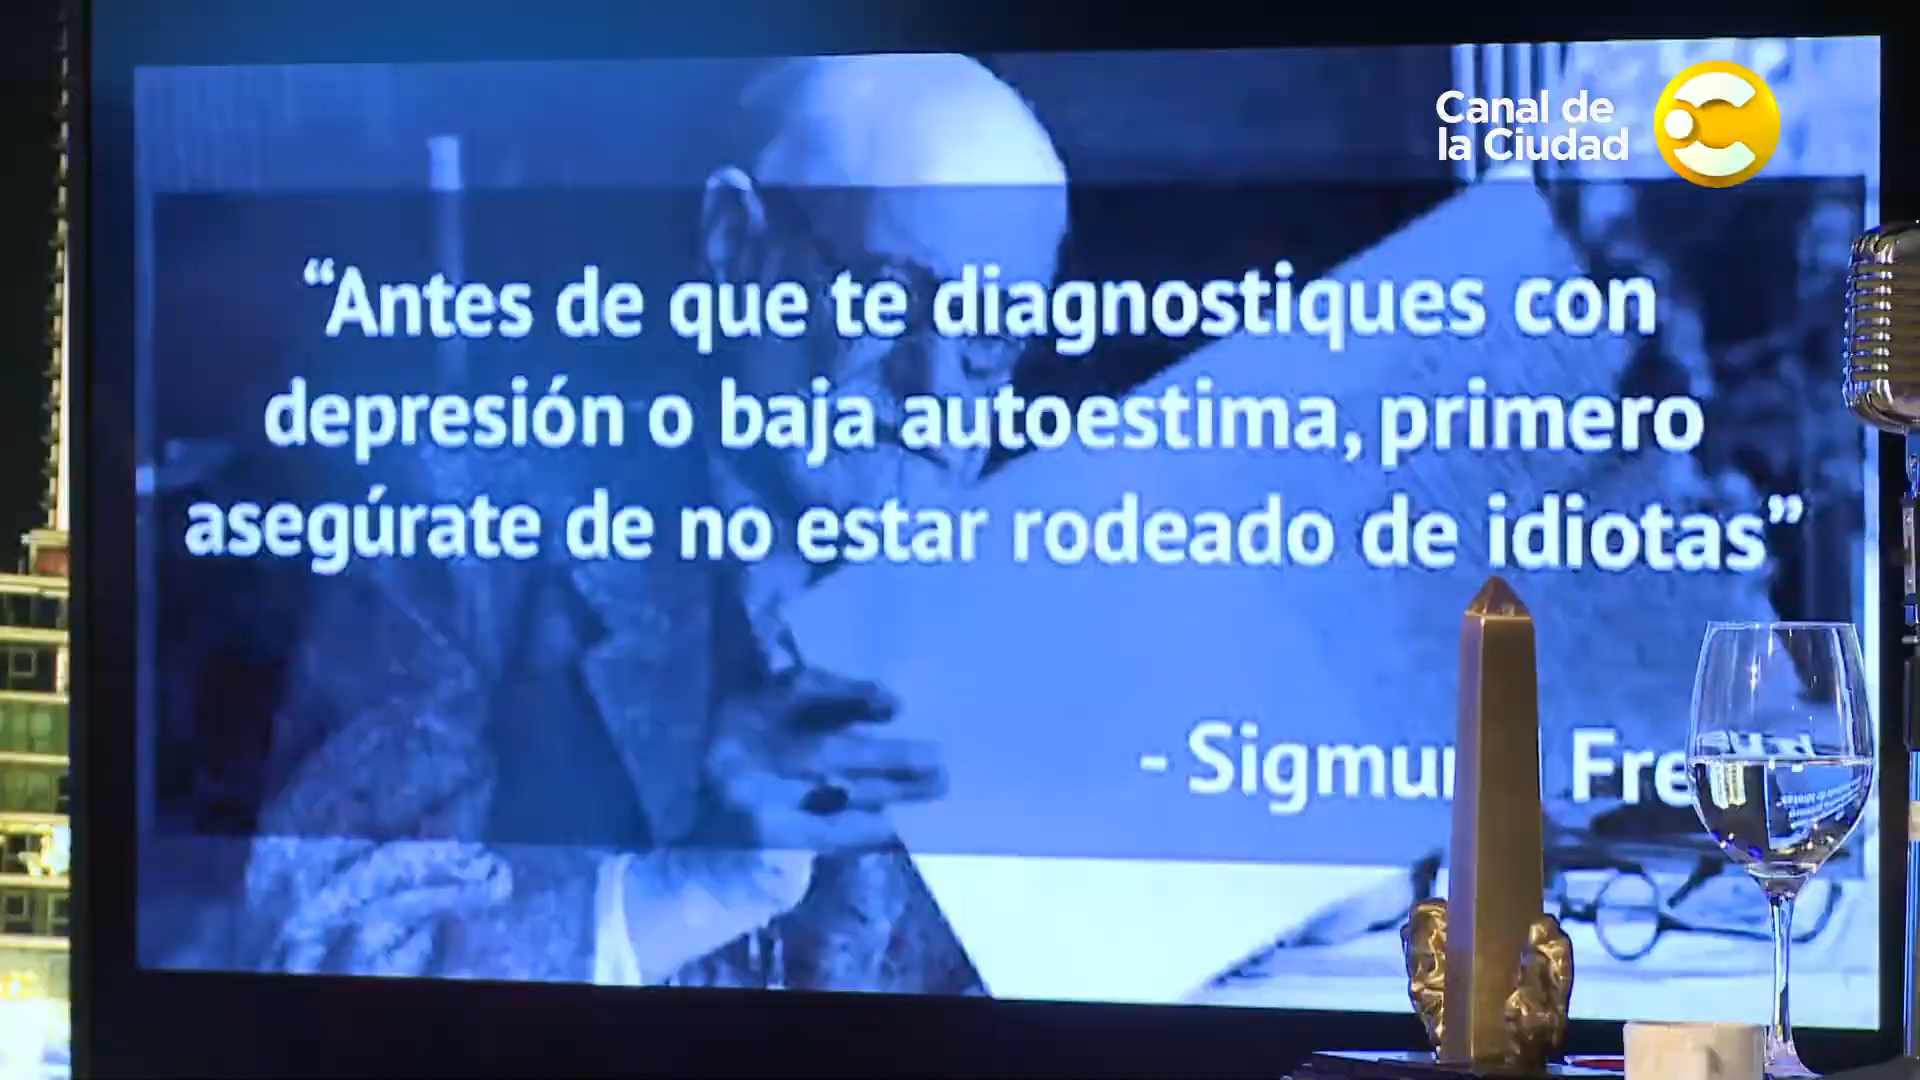 Canal de
la Ciudad
“Antes de que te diagnostiques con
depresión o baja autoestima, primero
asegúrate de no estar rodeado de idiotas”
- Sigmun Fre